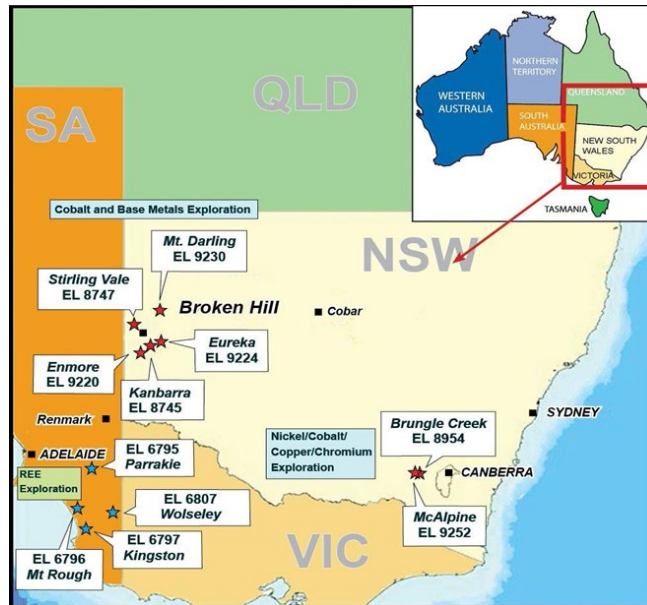 WESTERN
AUSTRALIA
NORTHERN
TERRITORY
QUEENSLAND
SOUTH
AUSTRALIA
NEW SOUTH
WALES
VICTORIA
TASMANIA
QLD
SA
Cobalt and Base Metals Exploration
NSW
Mt. Darling
EL 9230
Stirling Vale
EL 8747
Broken Hill
Cobar
Eureka
EL 9224
Enmore
EL 9220
Kanbarra
EL 8745
Renmark
SYDNEY
Brungle Creek
EL 8954
Nickel/Cobalt/
Copper/Chromium
Exploration
ADELAIDE
EL 6795
Parrakie
CANBERRA
REE
Exploration
EL 6807
Wolseley
McAlpine
EL 9252
EL 6797
Kingston
EL 6796
Mt Rough
VIC